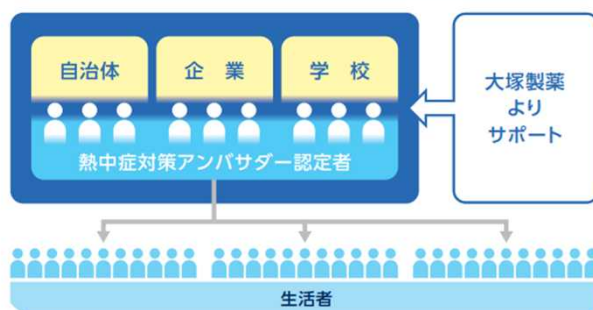 自治体
企　業
学　校
熱中症対策アンバサダー認定者
大塚製薬
より
サポート
生活者